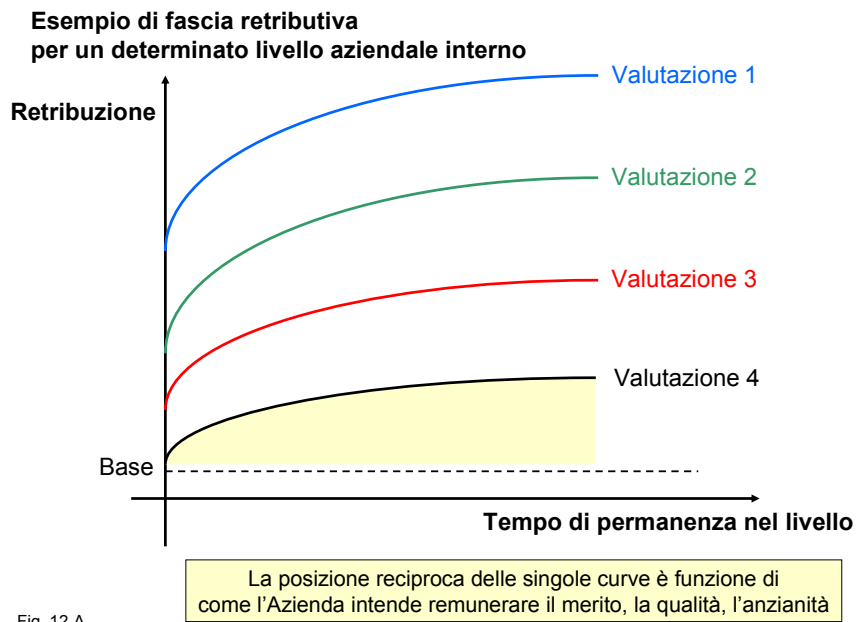 Esempio di fascia retributiva
per un determinato livello aziendale interno
Retribuzione
Valutazione 1
Valutazione 2
Valutazione 3
Valutazione 4
Base
Tempo di permanenza nel livello
La posizione reciproca delle singole curve è funzione di
come l'Azienda intende remunerare il merito, la qualità, l'anzianità
Fig. 12.A